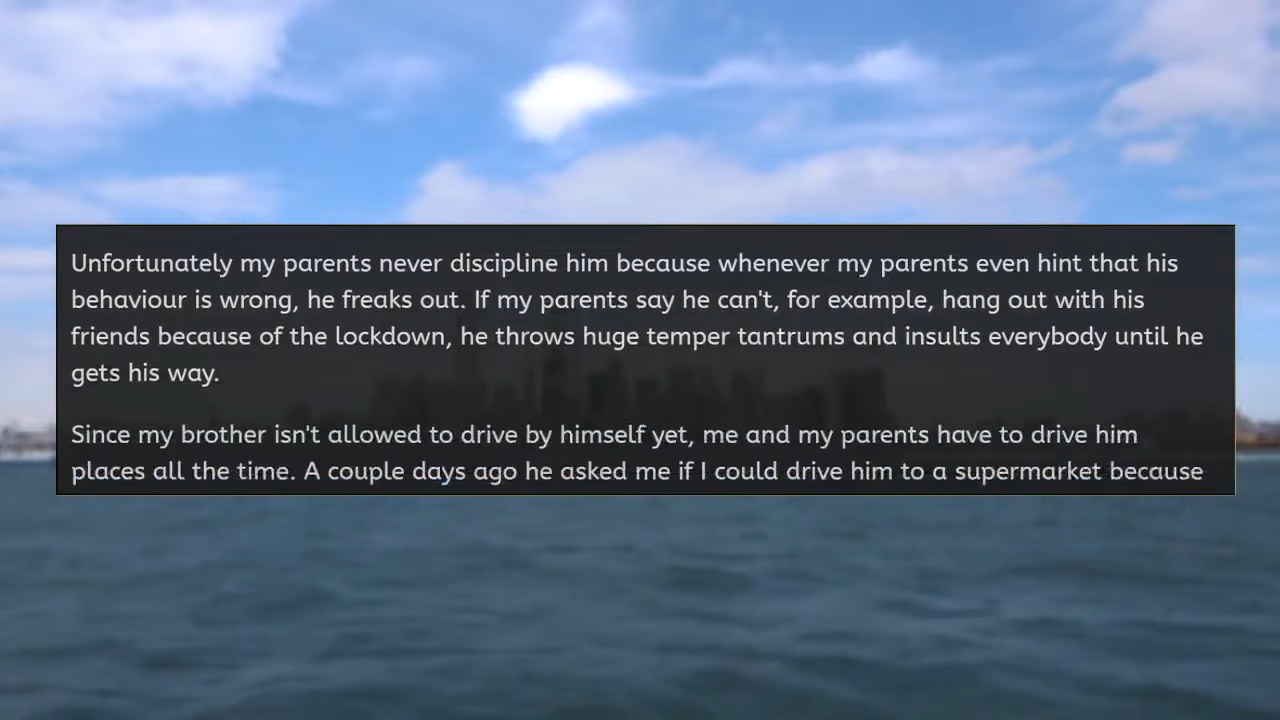 Unfortunately my parents never discipline him because whenever my parents even hint that his
behaviour is wrong, he freaks out. If my parents say he can't, for example, hang out with his
friends because of the lockdown, he throws huge temper tantrums and insults everybody until he
gets his way.
Since my brother isn't allowed to drive by himself yet, me and my parents have to drive him
places all the time. A couple days ago he asked me if I could drive him to a supermarket because